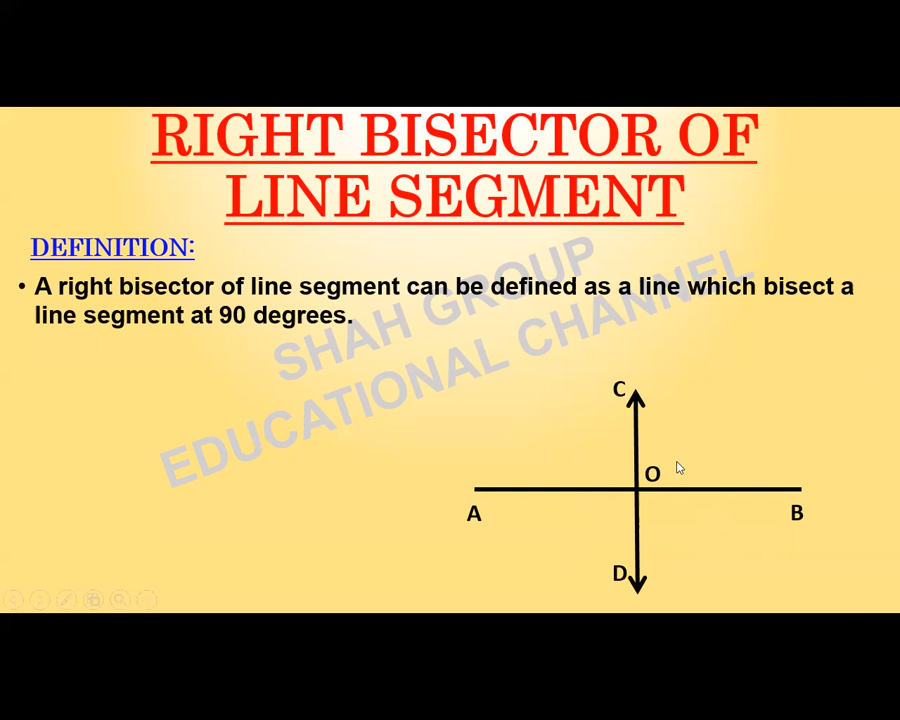 RIGHT BISECTOR OF
LINE SEGMENT
DEFINITION:
• A right bisector of line segment can be defined as a line which bisect a
line segment at 90 degrees.
SHAH GROUP
EDUCATIONAL CHANNEL
C
O
A
B
D